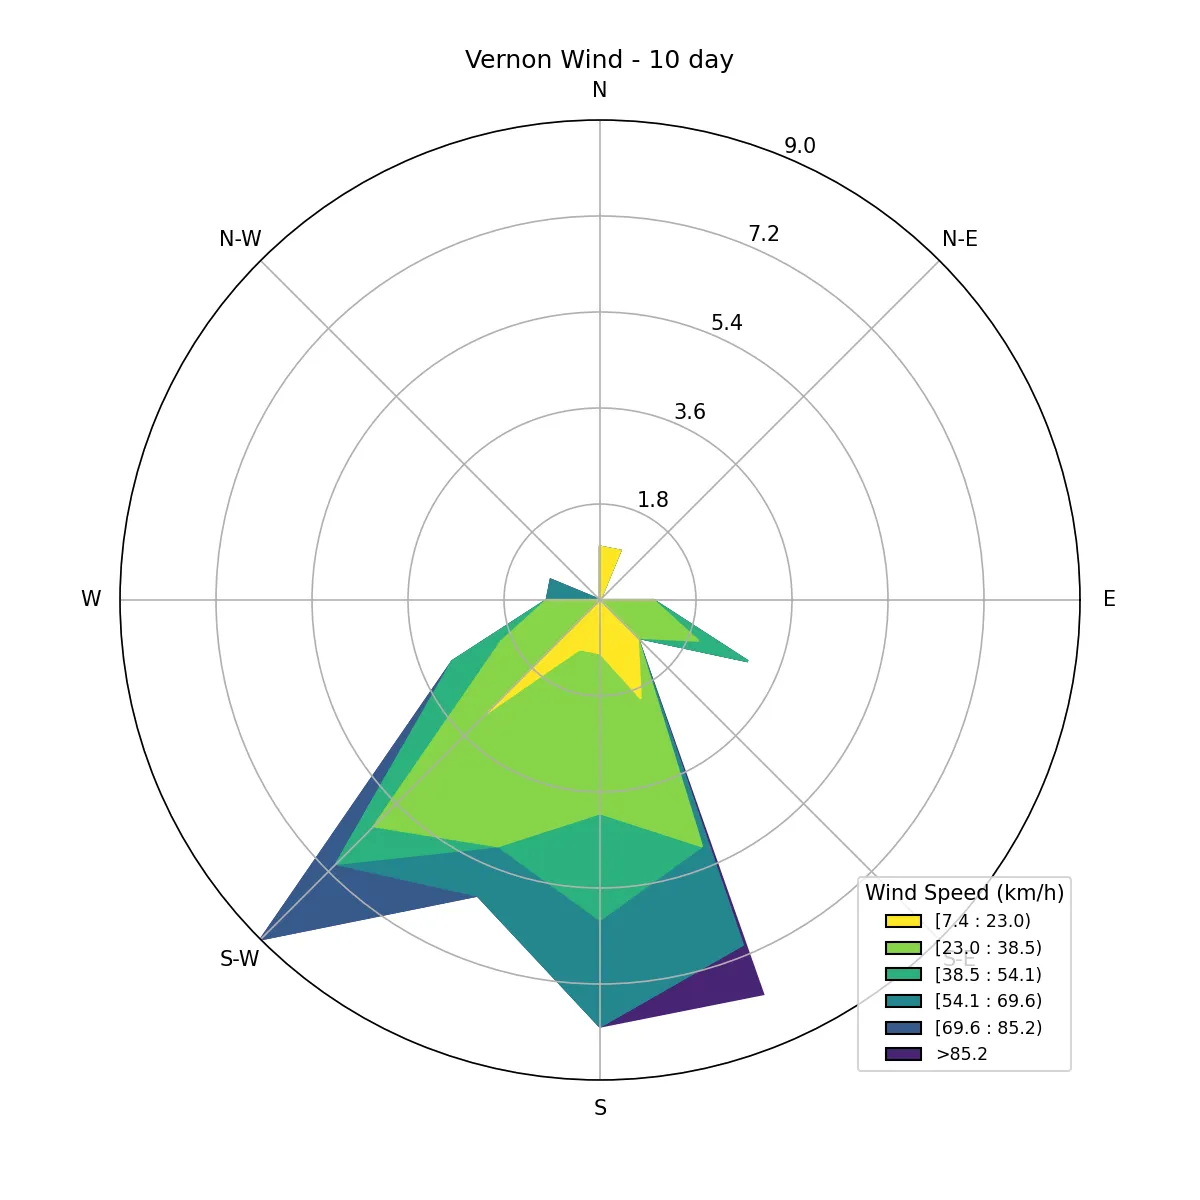 Vernon Wind - 10 day
N
9.0
N-W
7.2
N-E
5.4
3.6
1.8
W
E
Wind Speed (km/h)
[7.4 : 23.0)
[23.0 : 38.5)
S-W
S-E
[38.5 : 54.1)
[54.1 : 69.6)
[69.6 : 85.2)
>85.2
S